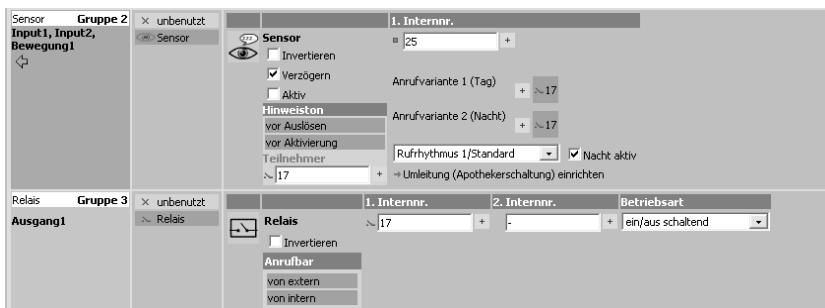 Sensor Gruppe 2
Input1, Input2,
Bewegung1
× unbenutzt
Sensor
Sensor
Invertieren
Verzögern
Aktiv
Hinweiston
vor Auslösen
vor Aktivierung
Teilnehmer
17 +
1. Internnr.
25 +
Anrufvariante 1 (Tag) + 17
Anrufvariante 2 (Nacht) + 17
Rufrhythmus 1/Standard Nacht aktiv
Umleitung (Apothekerschaltung) einrichten
Relais Gruppe 3
Ausgang1
× unbenutzt
Relais
Relais
Invertieren
Anrufbar
von extern
von intern
1. Internnr.
17 +
2. Internnr.
- +
Betriebsart
ein/aus schaltend